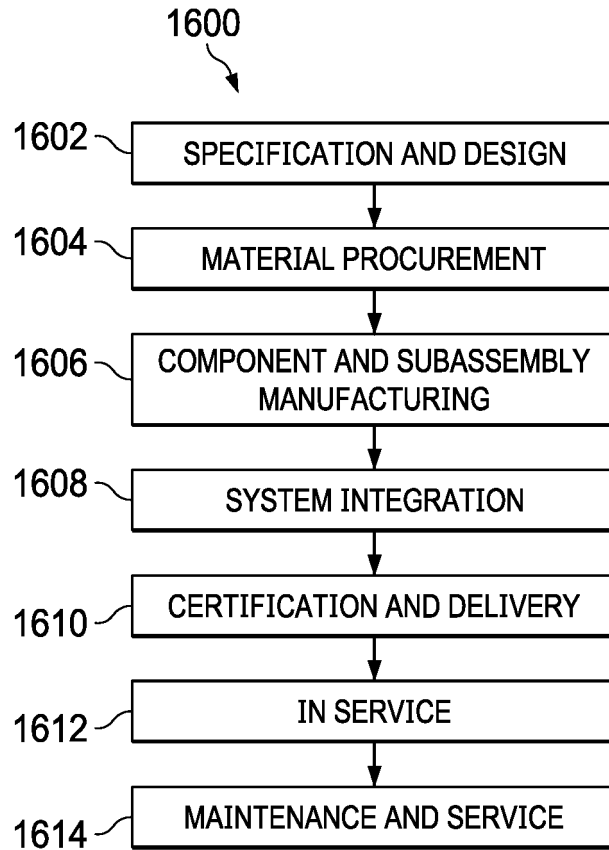 1600
1602
SPECIFICATION AND DESIGN
1604
MATERIAL PROCUREMENT
1606
COMPONENT AND SUBASSEMBLY
MANUFACTURING
1608
SYSTEM INTEGRATION
1610
CERTIFICATION AND DELIVERY
1612
IN SERVICE
1614
MAINTENANCE AND SERVICE